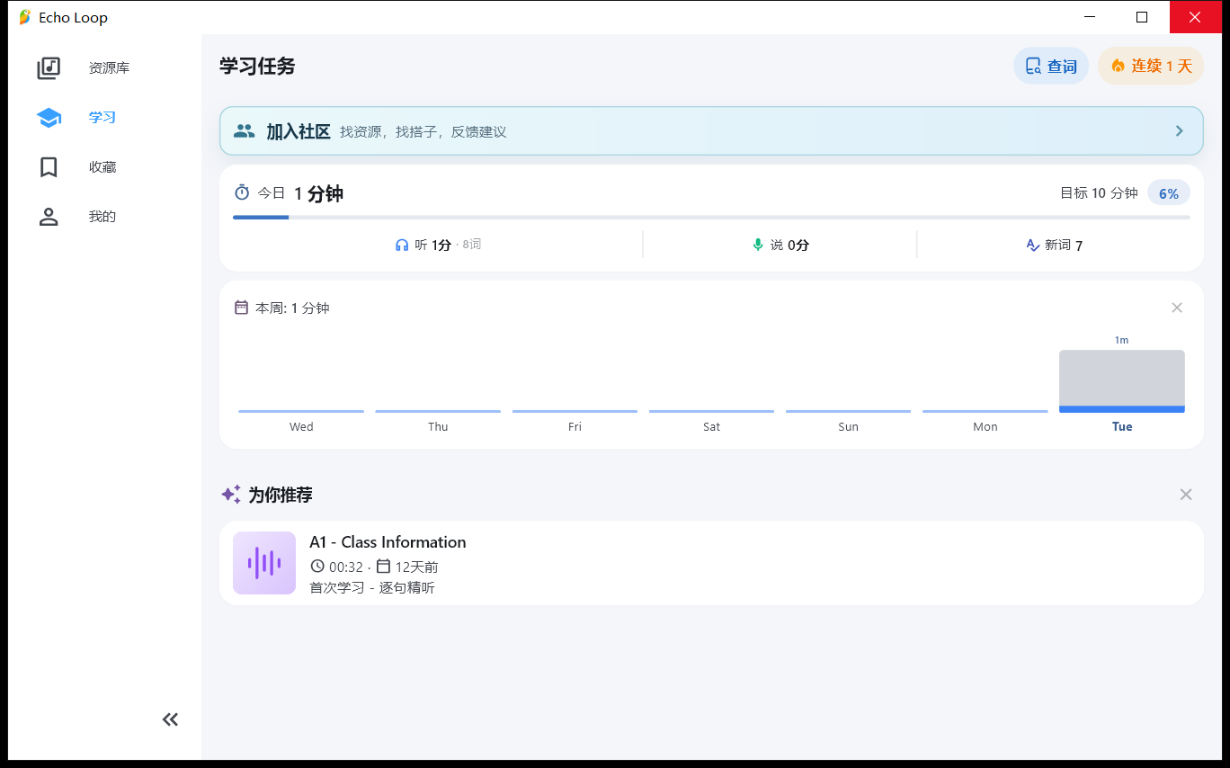 Echo Loop
资源库
学习
收藏
我的
学习任务
查词
连续 1 天
加入社区 找资源，找搭子，反馈建议
今日 1 分钟
目标 10 分钟 6%
听 1分 · 8词
说 0分
新词 7
本周: 1 分钟
1m
Wed Thu Fri Sat Sun Mon Tue
为你推荐
A1 - Class Information
00:32 · 12天前
首次学习 - 逐句精听